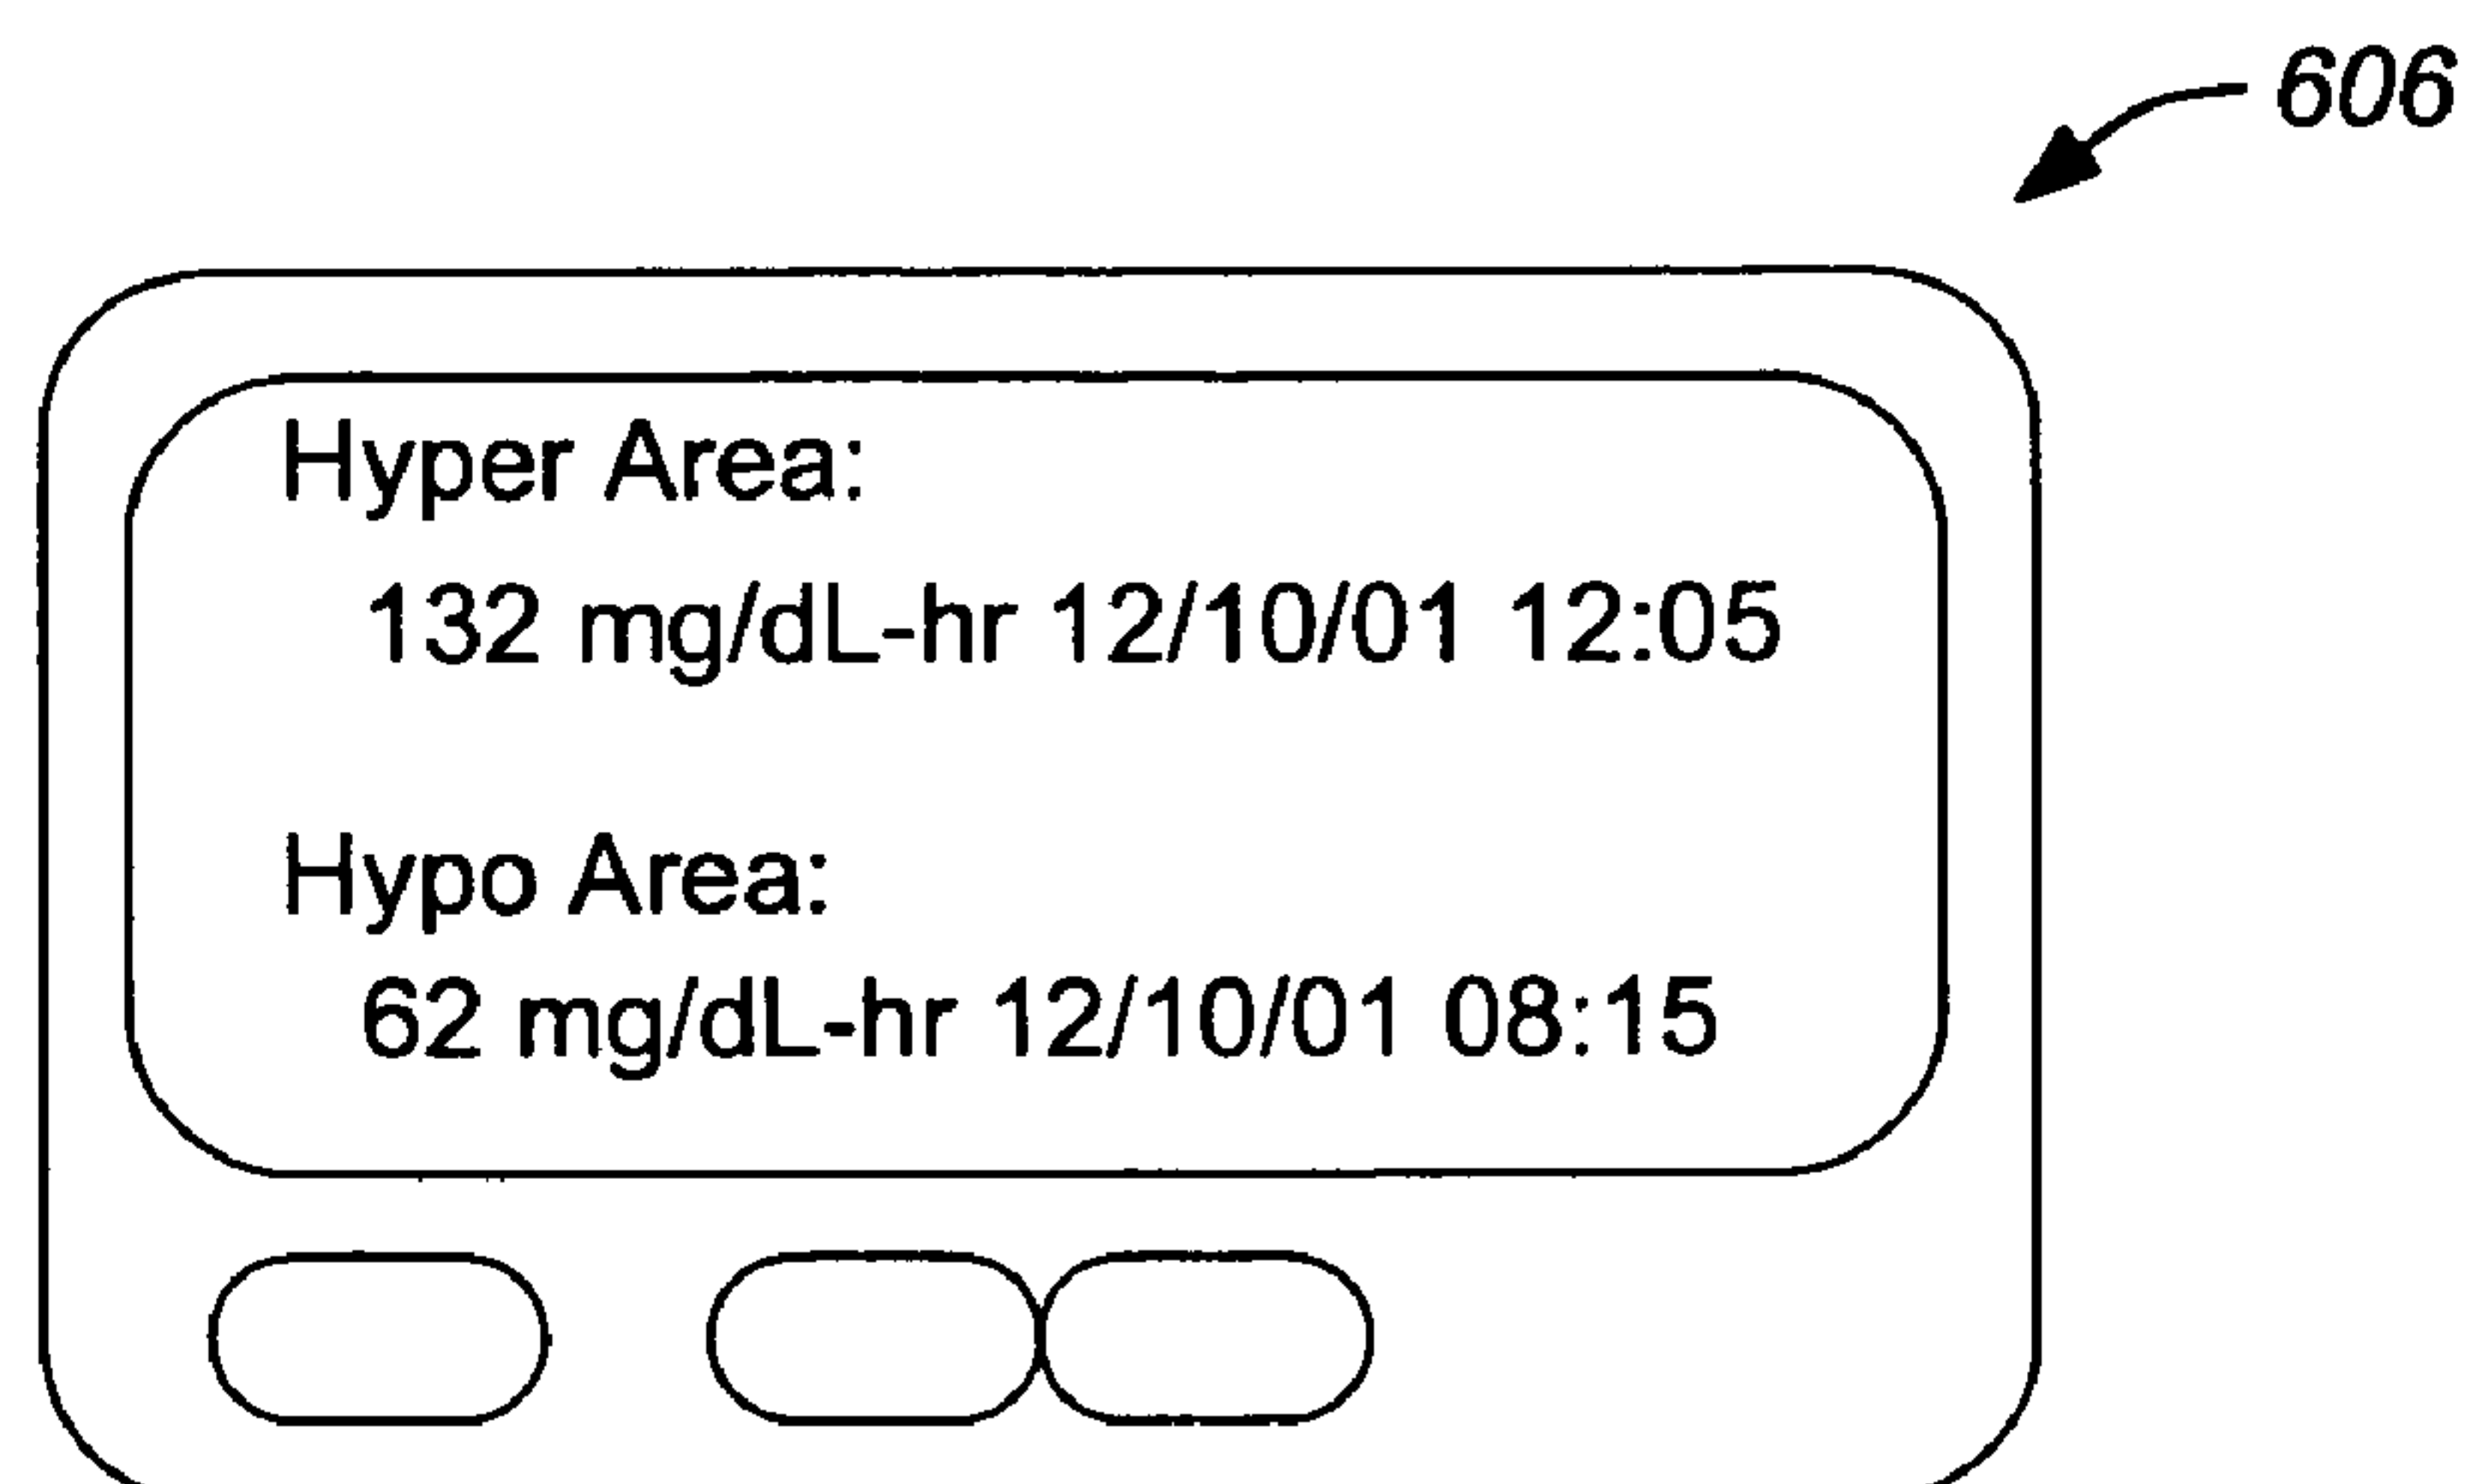 606
Hyper Area:
132 mg/dL-hr 12/10/01 12:05
Hypo Area:
62 mg/dL-hr 12/10/01 08:15